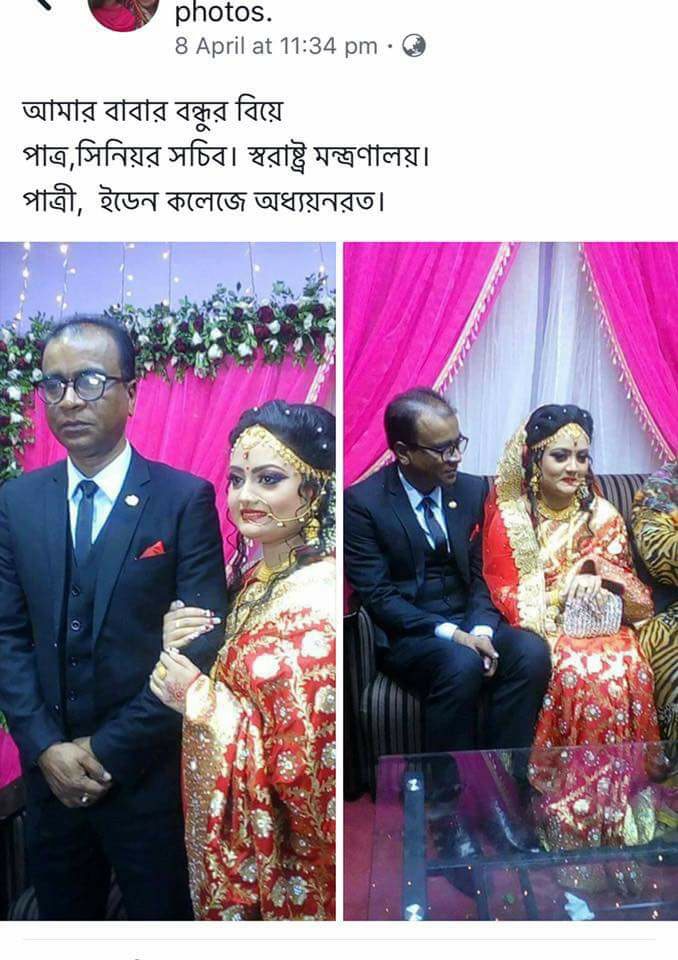 photos.
8 April at 11:34 pm ·
আমার বাবার বন্ধুর বিয়ে
পাত্র,সিনিয়র সচিব। স্বরাষ্ট্র মন্ত্রণালয়।
পাত্রী, ইডেন কলেজে অধ্যয়নরত।